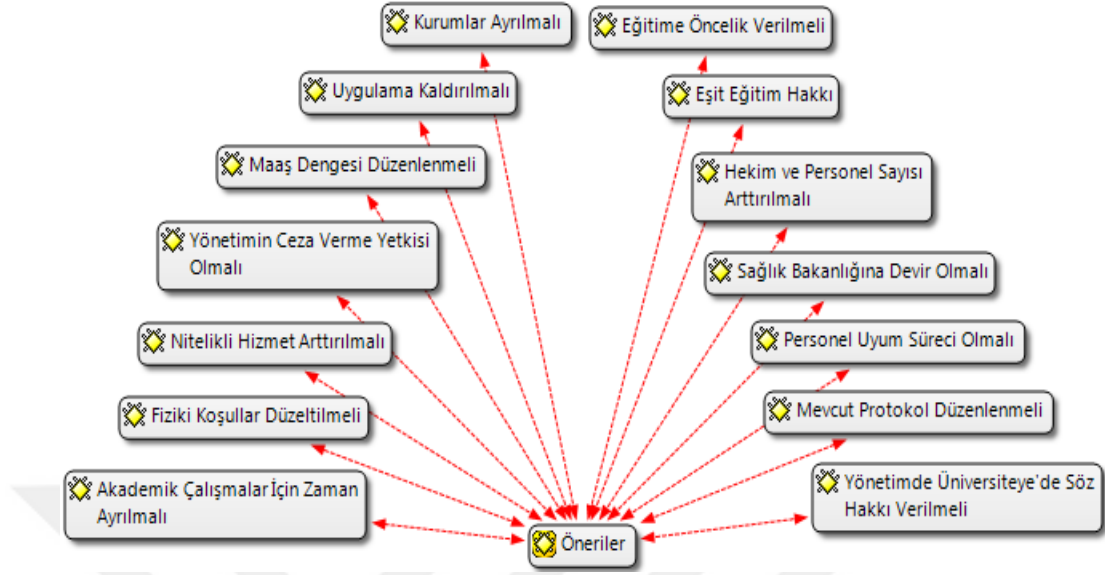 Kurumlar Ayrılmalı
Eğitime Öncelik Verilmeli
Uygulama Kaldırılmalı
Eşit Eğitim Hakkı
Maaş Dengesi Düzenlenmeli
Hekim ve Personel Sayısı
Arttırılmalı
Yönetimin Ceza Verme Yetkisi
Olmalı
Sağlık Bakanlığına Devir Olmalı
Nitelikli Hizmet Arttırılmalı
Personel Uyum Süreci Olmalı
Fiziki Koşullar Düzeltilmeli
Mevcut Protokol Düzenlenmeli
Akademik Çalışmalar İçin Zaman
Ayrılmalı
Yönetimde Üniversiteye'de Söz
Hakkı Verilmeli
Öneriler